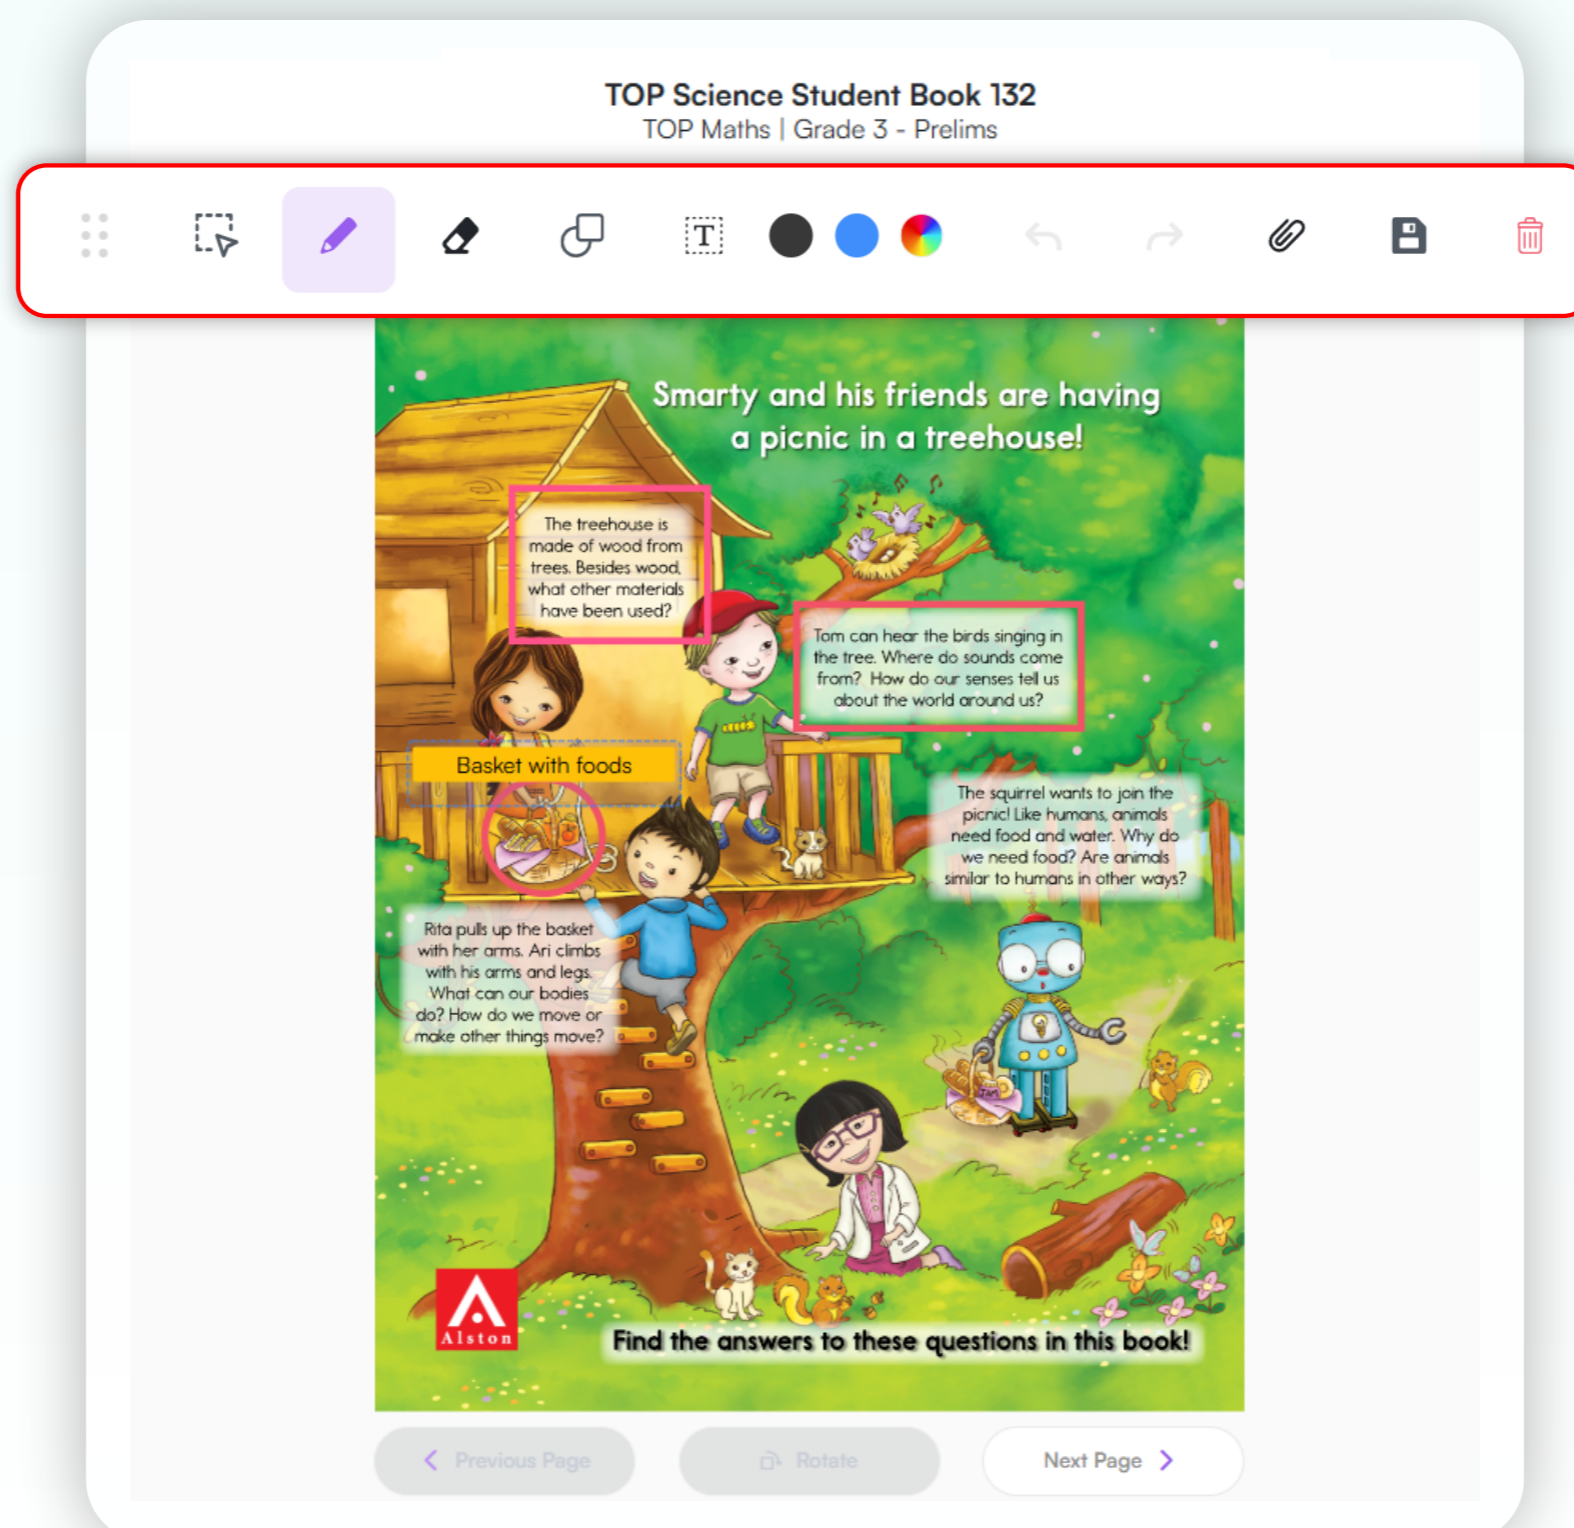 TOP Science Student Book 132
TOP Maths | Grade 3 - Prelims
T
Smarty and his friends are having
a picnic in a treehouse!
The treehouse is
made of wood from
trees. Besides wood,
what other materials
have been used?
Tom can hear the birds singing in
the tree. Where do sounds come
from? How do our senses tell us
about the world around us?
Basket with foods
The squirrel wants to join the
picnic! Like humans, animals
need food and water. Why do
we need food? Are animals
similar to humans in other ways?
Rita pulls up the basket
with her arms. Ari climbs
with his arms and legs.
What can our bodies
do? How do we move or
make other things move?
JAM
Alston
Find the answers to these questions in this book!
Previous Page
Rotate
Next Page